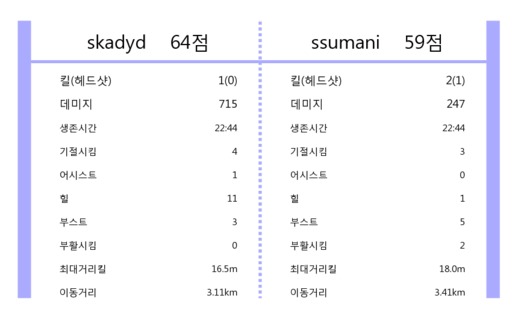 skadyd 64점
킬(헤드샷) 1(0)
데미지 715
생존시간 22:44
기절시킴 4
어시스트 1
힐 11
부스트 3
부활시킴 0
최대거리킬 16.5m
이동거리 3.11km
ssumani 59점
킬(헤드샷) 2(1)
데미지 247
생존시간 22:44
기절시킴 3
어시스트 0
힐 1
부스트 5
부활시킴 2
최대거리킬 18.0m
이동거리 3.41km